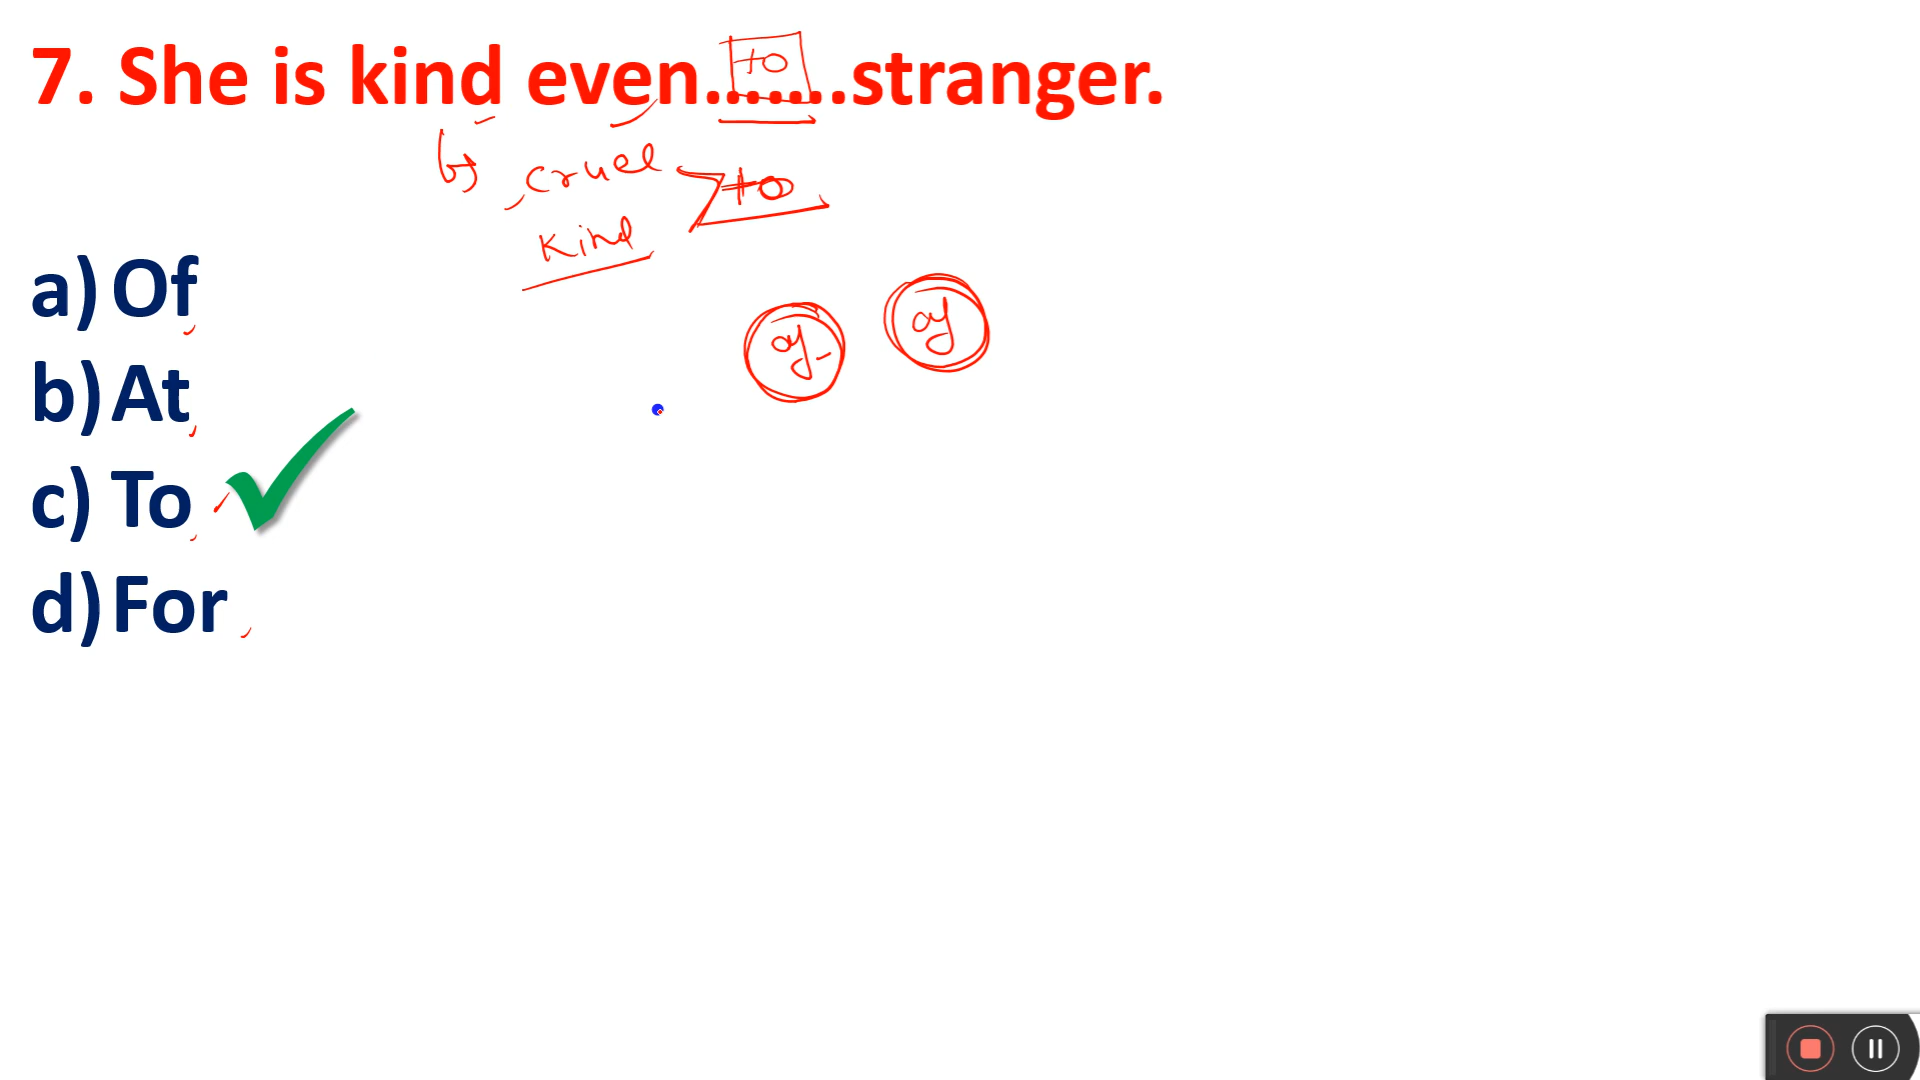 7. She is kind even.......stranger.
to
cruel
to
Kind
a) Of
b) At
c) To
d) For